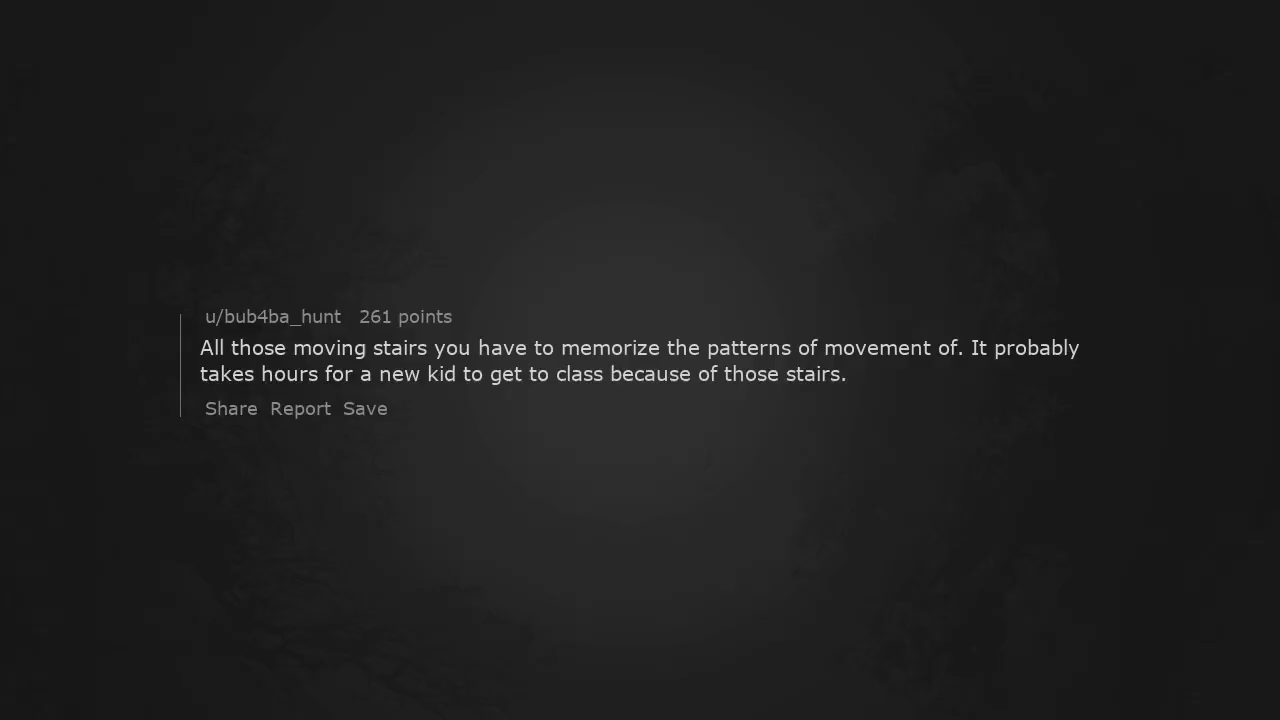 u/bub4ba_hunt 261 points
All those moving stairs you have to memorize the patterns of movement of. It probably
takes hours for a new kid to get to class because of those stairs.
Share Report Save